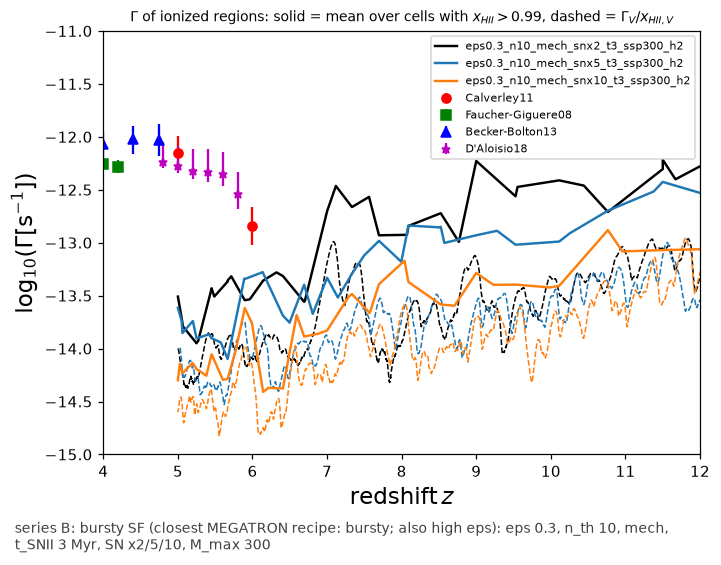 Γ of ionized regions: solid = mean over cells with x_HII > 0.99, dashed = Γ_V/x_HII,V
eps0.3_n10_mech_snx2_t3_ssp300_h2
eps0.3_n10_mech_snx5_t3_ssp300_h2
eps0.3_n10_mech_snx10_t3_ssp300_h2
Calverley11
Faucher-Giguere08
Becker-Bolton13
D'Aloisio18
log₁₀(Γ[s⁻¹])
−11.0
−11.5
−12.0
−12.5
−13.0
−13.5
−14.0
−14.5
−15.0
4 5 6 7 8 9 10 11 12
redshift z
series B: bursty SF (closest MEGATRON recipe: bursty; also high eps): eps 0.3, n_th 10, mech,
t_SNII 3 Myr, SN x2/5/10, M_max 300